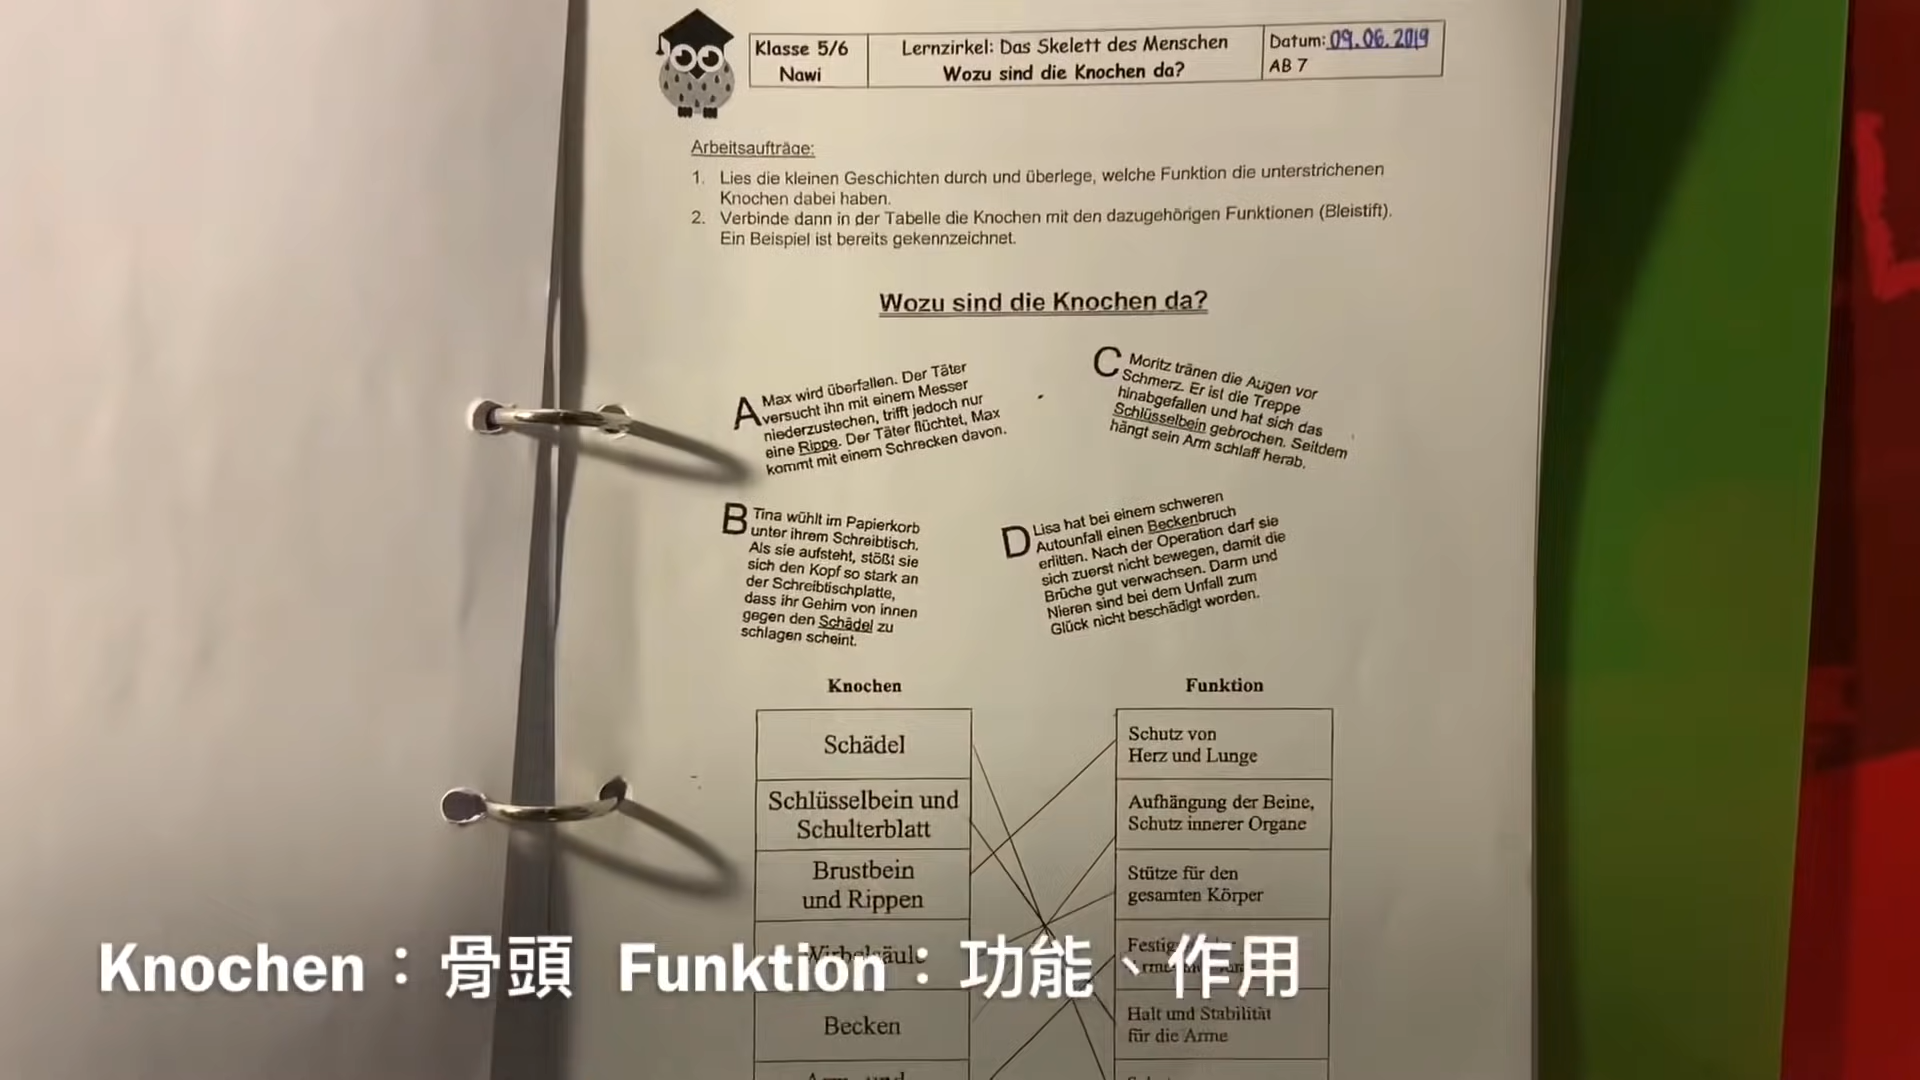 Klasse 5/6
Nawi
Lernzirkel: Das Skelett des Menschen
Wozu sind die Knochen da?
Datum: 09.06.2019
AB 7
Arbeitsaufträge:
1. Lies die kleinen Geschichten durch und überlege, welche Funktion die unterstrichenen
Knochen dabei haben.
2. Verbinde dann in der Tabelle die Knochen mit den dazugehörigen Funktionen (Bleistift).
Ein Beispiel ist bereits gekennzeichnet.
Wozu sind die Knochen da?
A Max wird überfallen. Der Täter
versucht ihn mit einem Messer
niederzustechen, trifft jedoch nur
eine Rippe. Der Täter flüchtet, Max
kommt mit einem Schrecken davon.
C Moritz tränen die Augen vor
Schmerz. Er ist die Treppe
hinabgefallen und hat sich das
Schlüsselbein gebrochen. Seitdem
hängt sein Arm schlaff herab.
B Tina wühlt im Papierkorb
unter ihrem Schreibtisch.
Als sie aufsteht, stößt sie
sich den Kopf so stark an
der Schreibtischplatte,
dass ihr Gehirn von innen
gegen den Schädel zu
schlagen scheint.
D Lisa hat bei einem schweren
Autounfall einen Beckenbruch
erlitten. Nach der Operation darf sie
sich zuerst nicht bewegen, damit die
Brüche gut verwachsen. Darm und
Nieren sind bei dem Unfall zum
Glück nicht beschädigt worden.
Knochen
Funktion
Schädel
Schutz von
Herz und Lunge
Schlüsselbein und
Schulterblatt
Aufhängung der Beine,
Schutz innerer Organe
Brustbein
und Rippen
Stütze für den
gesamten Körper
Wirbelsäule
Becken
Halt und Stabilität
für die Arme
Knochen：骨頭 Funktion：功能、作用